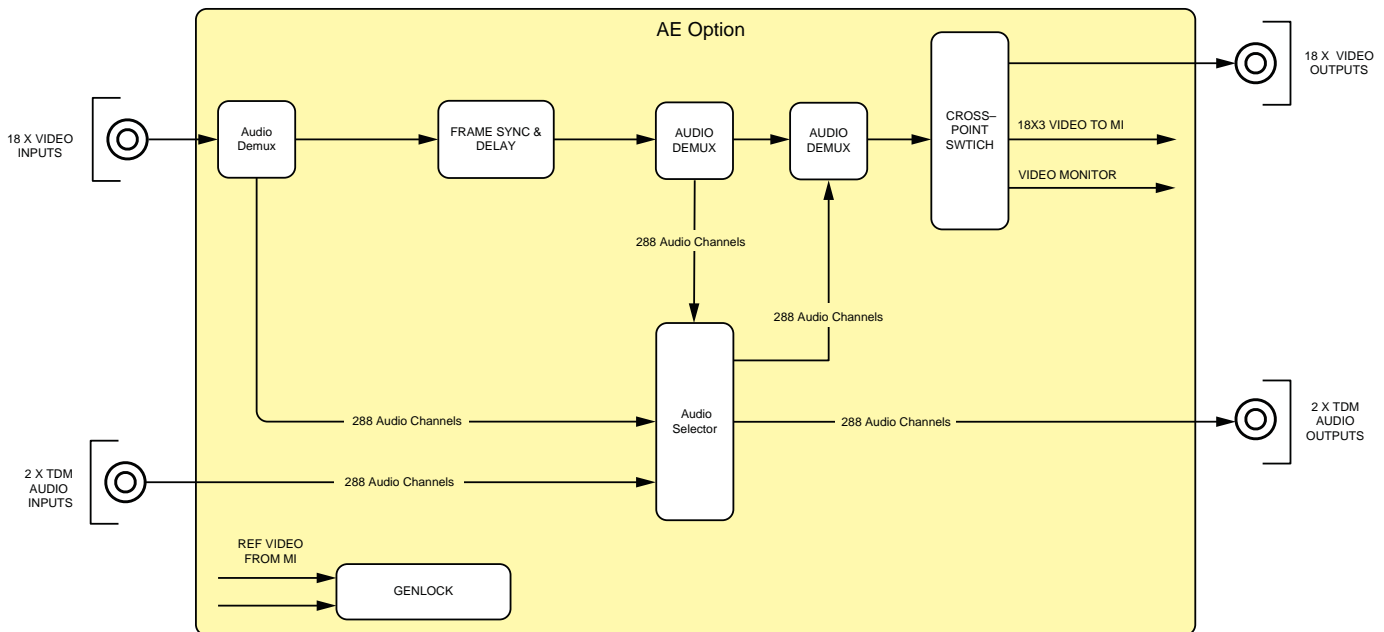 AE Option
18 X VIDEO
INPUTS
Audio
Demux
FRAME SYNC &
DELAY
AUDIO
DEMUX
AUDIO
DEMUX
CROSS–
POINT
SWTICH
18 X VIDEO
OUTPUTS
18X3 VIDEO TO MI
VIDEO MONITOR
288 Audio Channels
288 Audio Channels
288 Audio Channels
Audio
Selector
288 Audio Channels
2 X TDM
AUDIO
OUTPUTS
2 X TDM
AUDIO
INPUTS
288 Audio Channels
REF VIDEO
FROM MI
GENLOCK